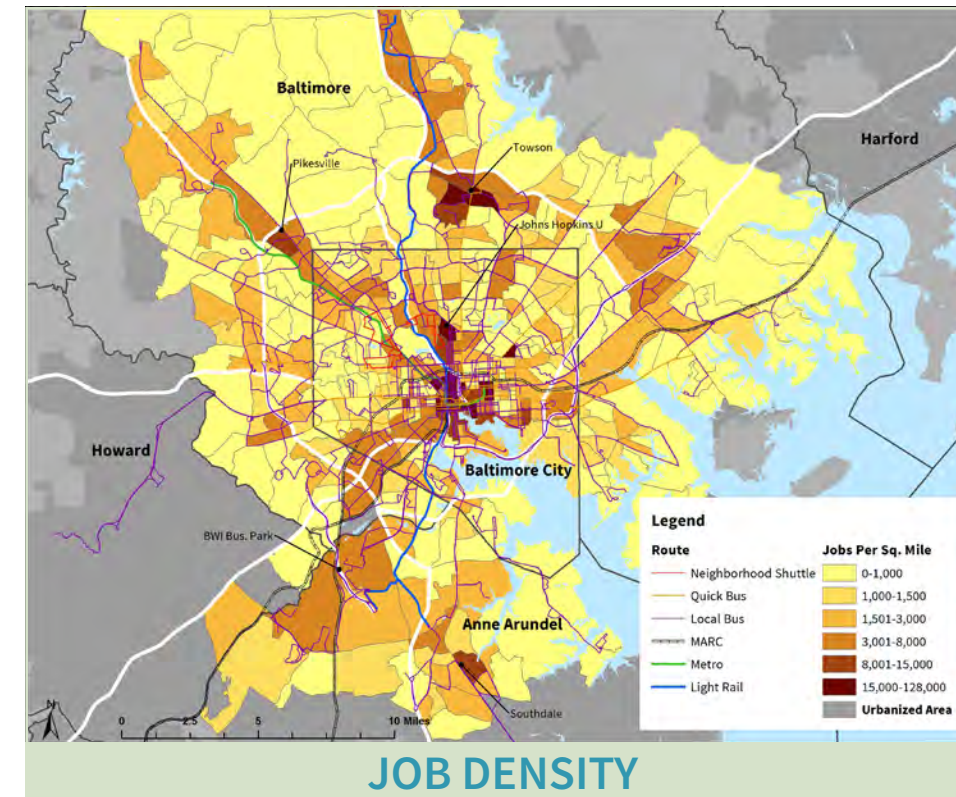 Baltimore
Harford
Towson
Pikesville
Johns Hopkins U
Howard
Baltimore City
BWI Bus. Park
Anne Arundel
Southdale
N
0 2.5 5 10 Miles
Legend
Route
Neighborhood Shuttle
Quick Bus
Local Bus
MARC
Metro
Light Rail
Jobs Per Sq. Mile
0-1,000
1,000-1,500
1,501-3,000
3,001-8,000
8,001-15,000
15,000-128,000
Urbanized Area
JOB DENSITY